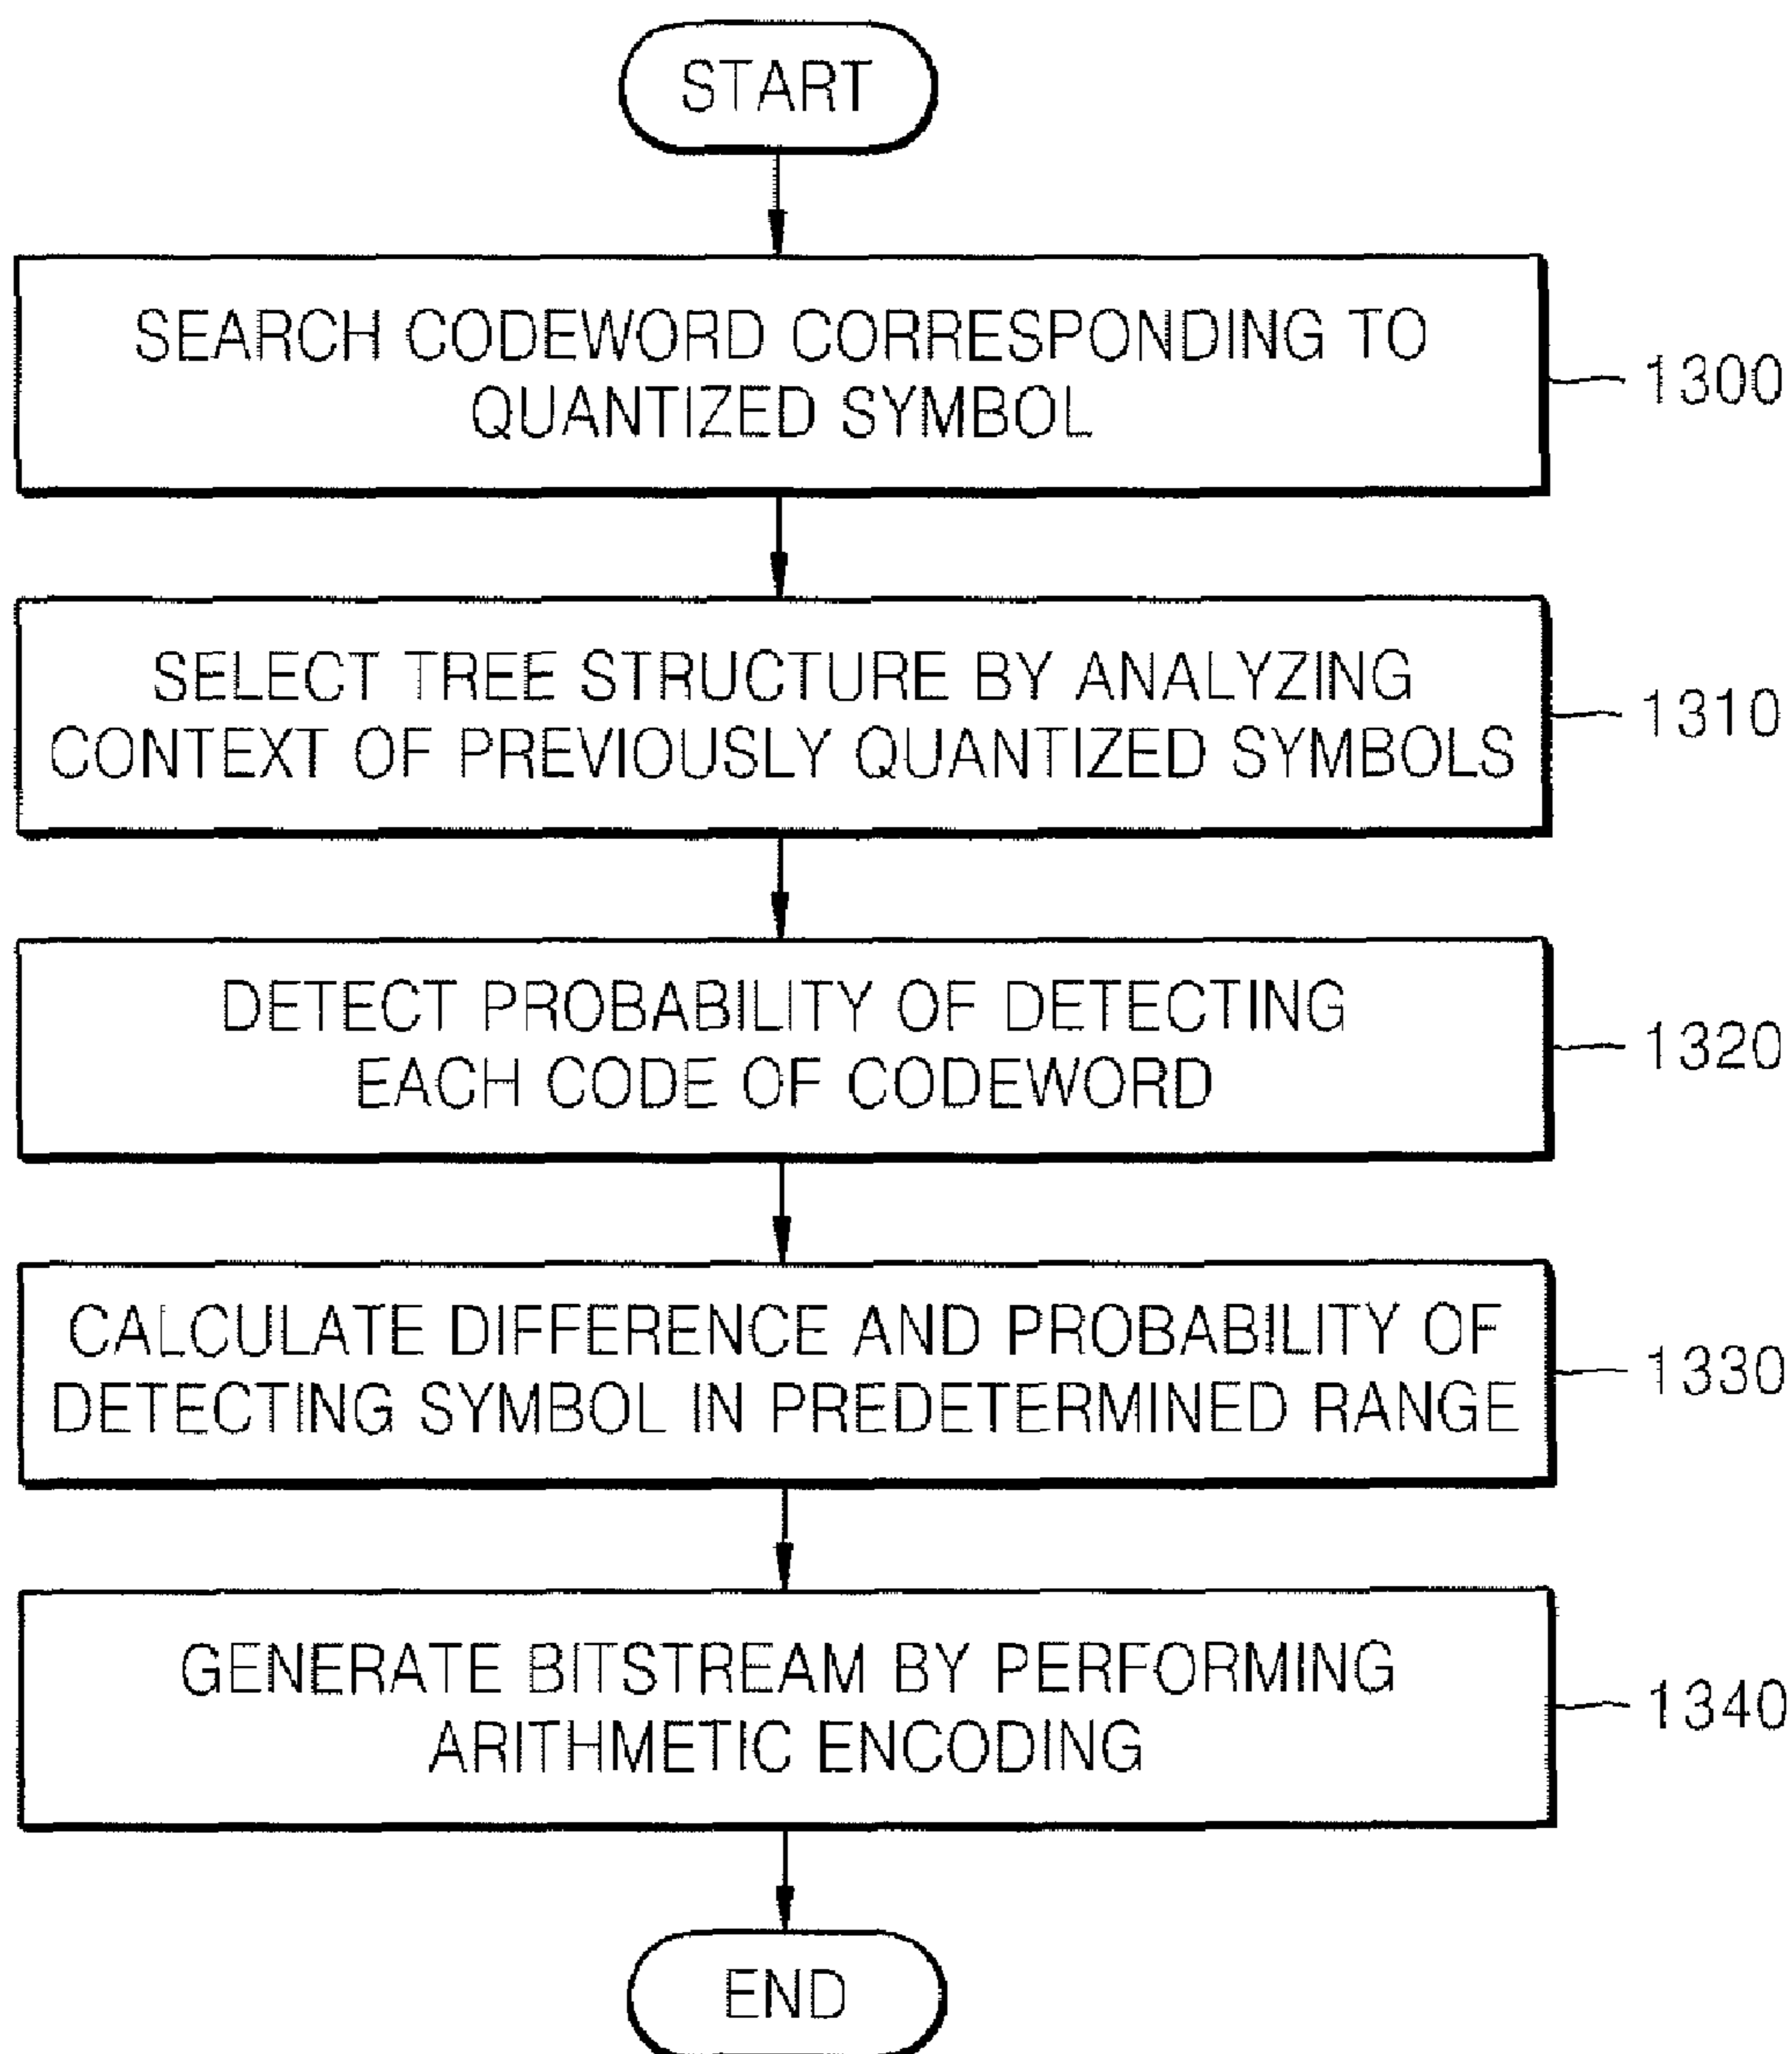 START
SEARCH CODEWORD CORRESPONDING TO
QUANTIZED SYMBOL
1300
SELECT TREE STRUCTURE BY ANALYZING
CONTEXT OF PREVIOUSLY QUANTIZED SYMBOLS
1310
DETECT PROBABILITY OF DETECTING
EACH CODE OF CODEWORD
1320
CALCULATE DIFFERENCE AND PROBABILITY OF
DETECTING SYMBOL IN PREDETERMINED RANGE
1330
GENERATE BITSTREAM BY PERFORMING
ARITHMETIC ENCODING
1340
END